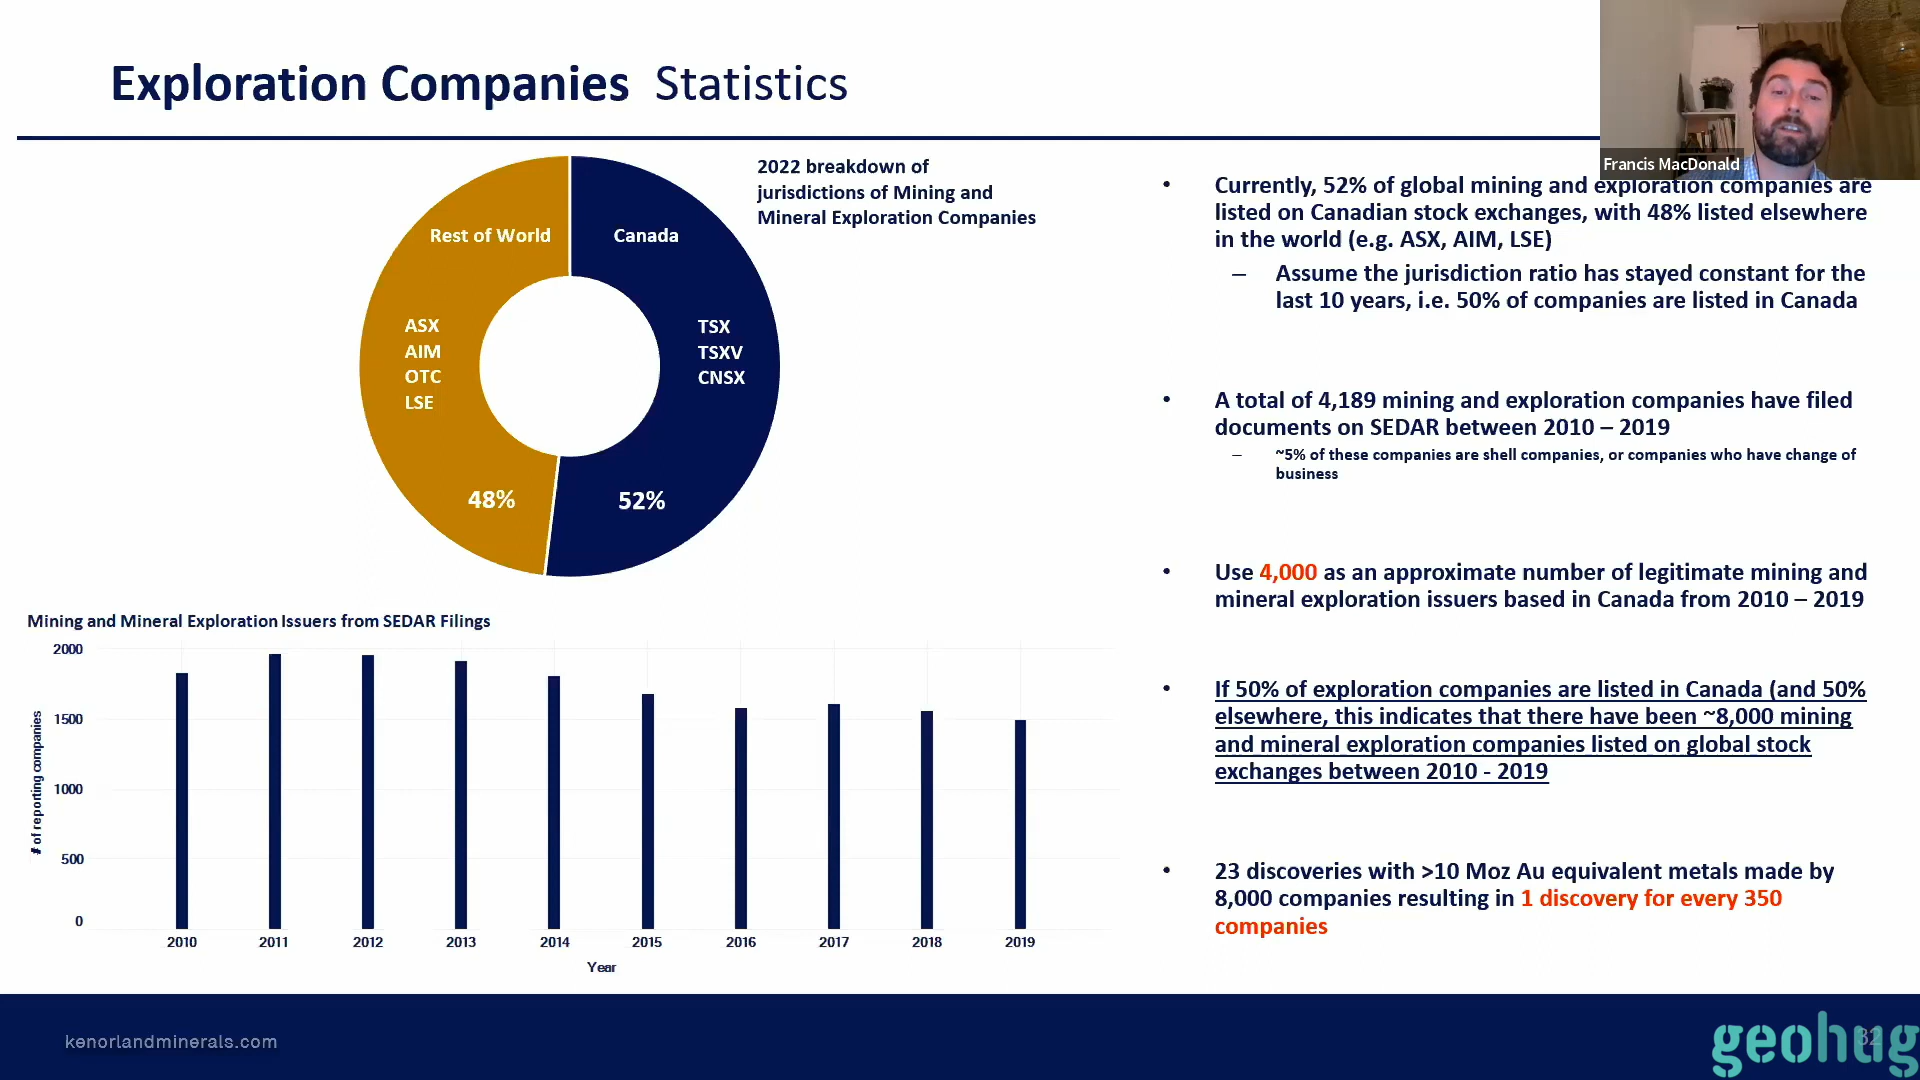 Exploration Companies Statistics
Francis MacDonald
2022 breakdown of
jurisdictions of Mining and
Mineral Exploration Companies
Rest of World
Canada
ASX
AIM
OTC
LSE
TSX
TSXV
CNSX
48%
52%
Mining and Mineral Exploration Issuers from SEDAR Filings
# of reporting companies
2000
1500
1000
500
0
2010 2011 2012 2013 2014 2015 2016 2017 2018 2019
Year
• Currently, 52% of global mining and exploration companies are
listed on Canadian stock exchanges, with 48% listed elsewhere
in the world (e.g. ASX, AIM, LSE)
– Assume the jurisdiction ratio has stayed constant for the
last 10 years, i.e. 50% of companies are listed in Canada
• A total of 4,189 mining and exploration companies have filed
documents on SEDAR between 2010 – 2019
– ~5% of these companies are shell companies, or companies who have change of
business
• Use 4,000 as an approximate number of legitimate mining and
mineral exploration issuers based in Canada from 2010 – 2019
• If 50% of exploration companies are listed in Canada (and 50%
elsewhere, this indicates that there have been ~8,000 mining
and mineral exploration companies listed on global stock
exchanges between 2010 - 2019
• 23 discoveries with >10 Moz Au equivalent metals made by
8,000 companies resulting in 1 discovery for every 350
companies
kenorlandminerals.com
geohug
32